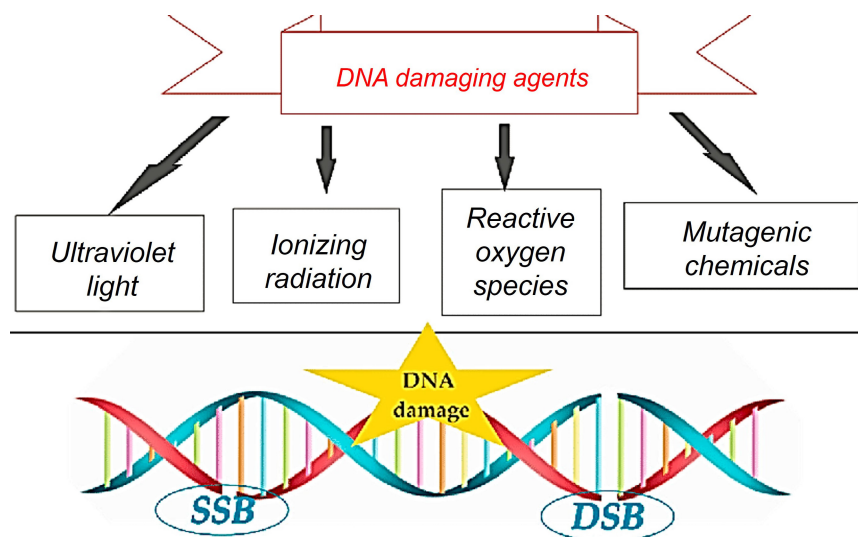 DNA damaging agents
Ultraviolet
light
Ionizing
radiation
Reactive
oxygen
species
Mutagenic
chemicals
DNA
damage
SSB
DSB